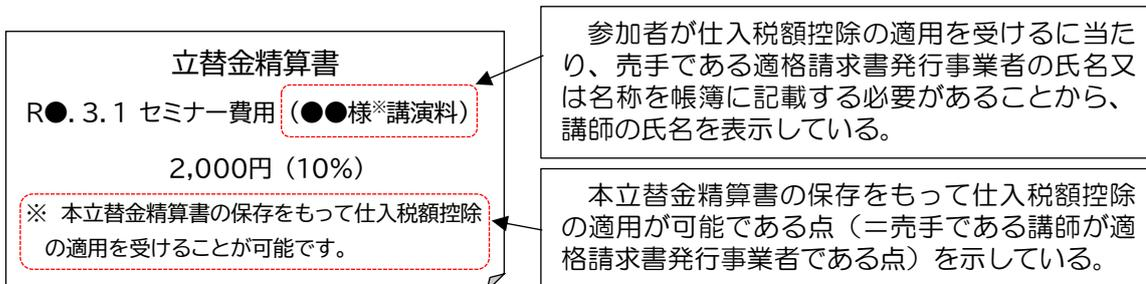 立替金精算書
R●.3.1 セミナー費用（●●様※講演料）
2,000円（10%）
※ 本立替金精算書の保存をもって仕入税額控除
の適用を受けることが可能です。
参加者が仕入税額控除の適用を受けるに当た
り、売手である適格請求書発行事業者の氏名又
は名称を帳簿に記載する必要があることから、
講師の氏名を表示している。
本立替金精算書の保存をもって仕入税額控除
の適用が可能である点（＝売手である講師が適
格請求書発行事業者である点）を示している。